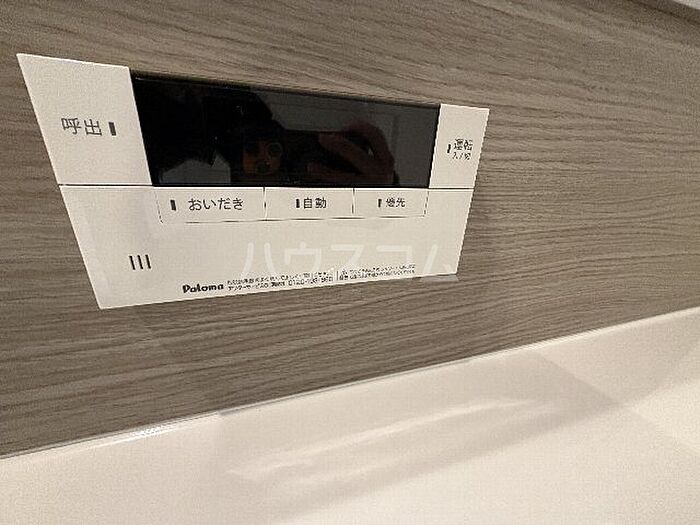 呼出
運転
入/切
おいだき
自動
優先
ハウスコム
Paloma